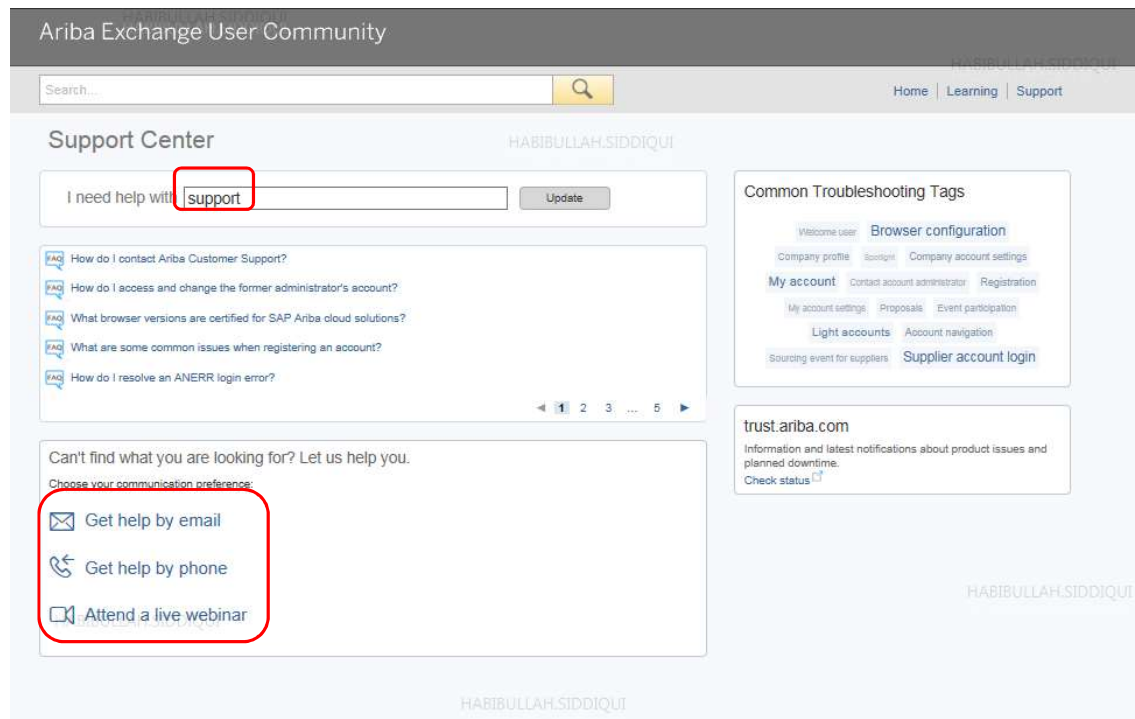 HABIBULLAH.SIDDIQUI
Ariba Exchange User Community
HABIBULLAH.SIDDIQUI
Search...
Home | Learning | Support
Support Center
HABIBULLAH.SIDDIQUI
I need help with support
Update
FAQ How do I contact Ariba Customer Support?
FAQ How do I access and change the former administrator's account?
FAQ What browser versions are certified for SAP Ariba cloud solutions?
FAQ What are some common issues when registering an account?
FAQ How do I resolve an ANERR login error?
1 2 3 ... 5
Common Troubleshooting Tags
Welcome user Browser configuration
Company profile Spotlight Company account settings
My account Contact account administrator Registration
My account settings Proposals Event participation
Light accounts Account navigation
Sourcing event for suppliers Supplier account login
trust.ariba.com
Information and latest notifications about product issues and
planned downtime.
Check status
Can't find what you are looking for? Let us help you.
Choose your communication preference:
Get help by email
Get help by phone
Attend a live webinar
HABIBULLAH.SIDDIQUI
HABIBULLAH.SIDDIQUI
HABIBULLAH.SIDDIQUI